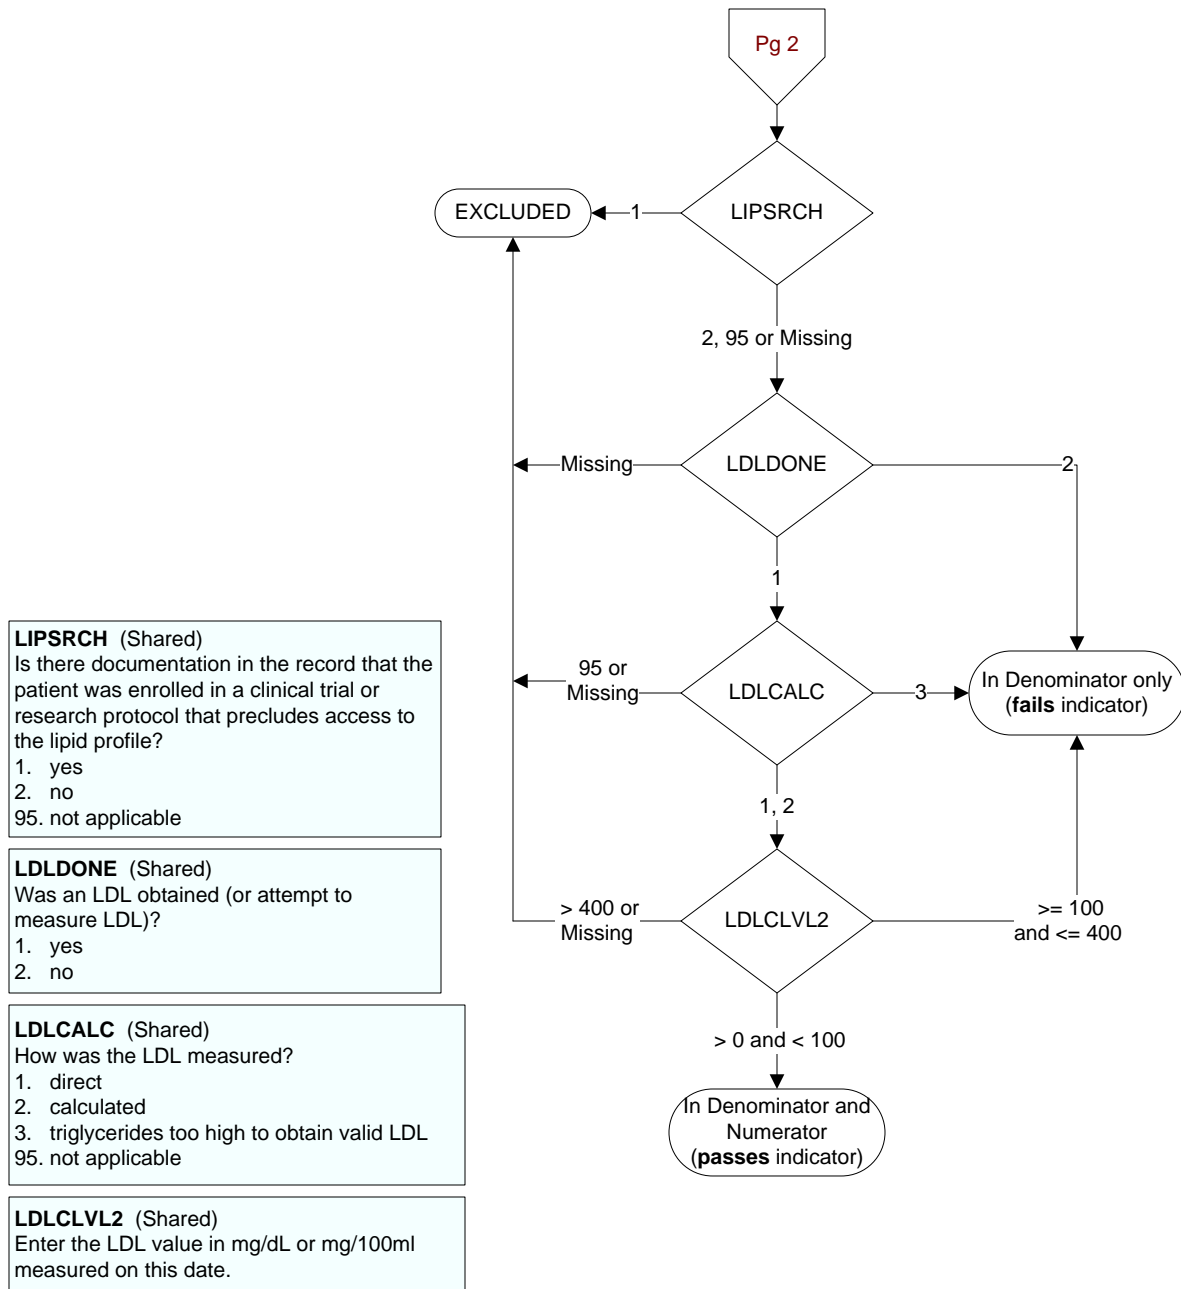 Pg 2
LIPSRCH
EXCLUDED
1
2, 95 or Missing
LDLDONE
Missing
2
1
LDLCALC
95 or
Missing
3
In Denominator only
(fails indicator)
1, 2
LDLCLVL2
> 400 or
Missing
>= 100
and <= 400
> 0 and < 100
In Denominator and
Numerator
(passes indicator)
LIPSRCH (Shared)
Is there documentation in the record that the
patient was enrolled in a clinical trial or
research protocol that precludes access to
the lipid profile?
1. yes
2. no
95. not applicable
LDLDONE (Shared)
Was an LDL obtained (or attempt to
measure LDL)?
1. yes
2. no
LDLCALC (Shared)
How was the LDL measured?
1. direct
2. calculated
3. triglycerides too high to obtain valid LDL
95. not applicable
LDLCLVL2 (Shared)
Enter the LDL value in mg/dL or mg/100ml
measured on this date.